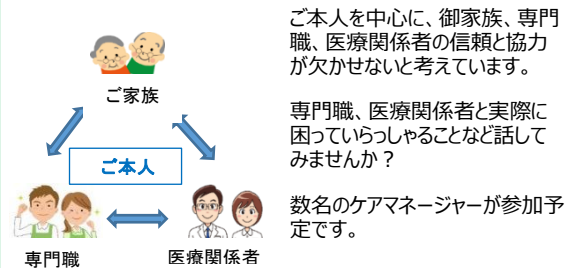 ご家族
ご本人
専門職
医療関係者
ご本人を中心に、御家族、専門
職、医療関係者の信頼と協力
が欠かせないと考えています。
専門職、医療関係者と実際に
困っていらっしゃることなど話して
みませんか？
数名のケアマネージャーが参加予
定です。